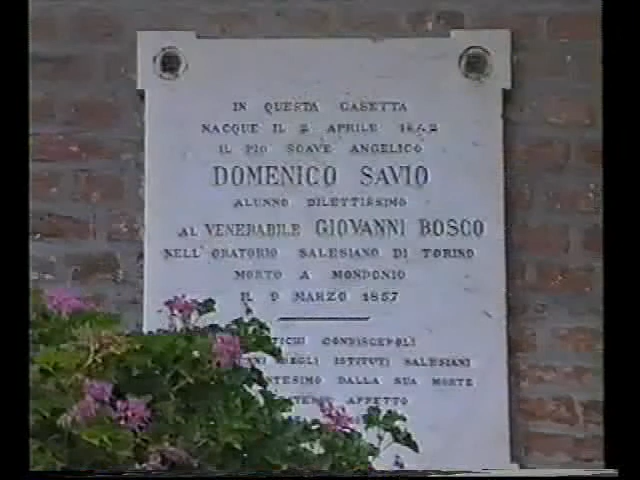 IN QUESTA CASETTA
NACQUE IL 2 APRILE 1842
IL PIO SOAVE ANGELICO
DOMENICO SAVIO
ALUNNO DILETTISSIMO
AL VENERABILE GIOVANNI BOSCO
NELL'ORATORIO SALESIANO DI TORINO
MORTO A MONDONIO
IL 9 MARZO 1857
CONDISCEPOLI
DEGLI ISTITUTI SALESIANI
DALLA SUA MORTE
AFFETTO